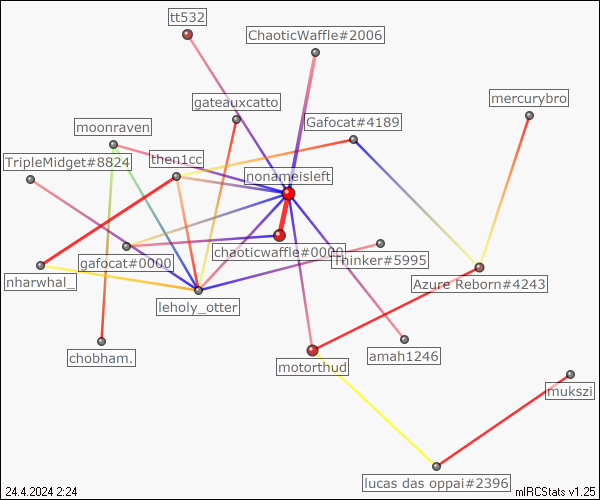 tt532
ChaoticWaffle#2006
mercurybro
gateauxcatto
Gafocat#4189
moonraven
then1cc
TripleMidget#8824
_nonameisleft
chaoticwaffle#0000
Thinker#5995
gafocat#0000
nharwhal_
Azure Reborn#4243
leholy_otter
chobham.
amah1246
motorthud
mukszi
lucas das oppai#2396
24.4.2024 2:24
mIRCStats v1.25